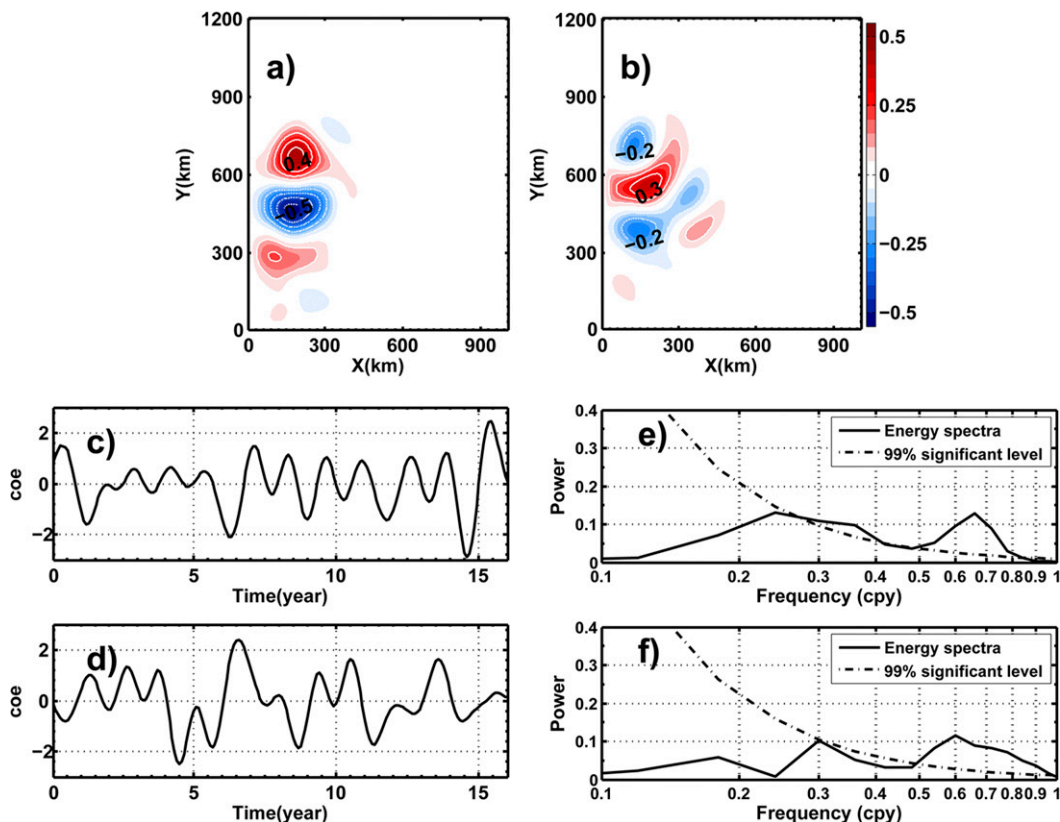 1200
900
600
300
0
Y(km)
a)
0.4
−0.5
0 300 600 900
X(km)
1200
900
600
300
0
Y(km)
b)
−0.2
0.3
−0.2
0 300 600 900
X(km)
0.5
0.25
0
−0.25
−0.5
c)
2
0
−2
coe
0 5 10 15
Time(year)
e)
Energy spectra
99% significant level
0.4
0.3
0.2
0.1
0
Power
0.1 0.2 0.3 0.4 0.5 0.6 0.7 0.8 0.9 1
Frequency (cpy)
d)
2
0
−2
coe
0 5 10 15
Time(year)
f)
Energy spectra
99% significant level
0.4
0.3
0.2
0.1
0
Power
0.1 0.2 0.3 0.4 0.5 0.6 0.7 0.8 0.9 1
Frequency (cpy)